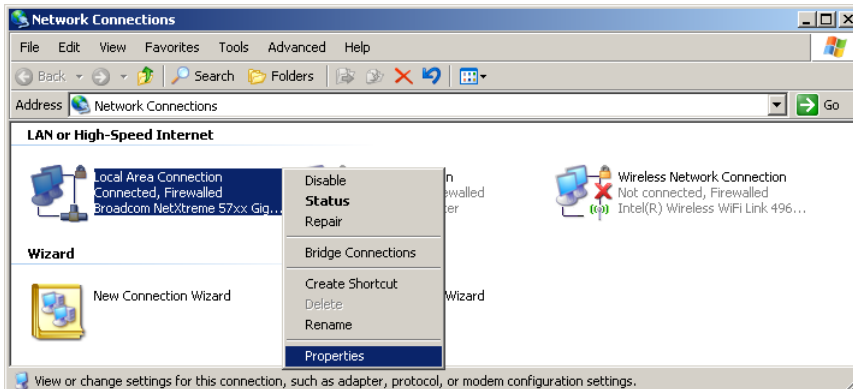 Network Connections
File Edit View Favorites Tools Advanced Help
Back Search Folders
Address Network Connections Go
LAN or High-Speed Internet
Local Area Connection
Connected, Firewalled
Broadcom NetXtreme 57xx Gig...
Disable
Status
Repair
Bridge Connections
Create Shortcut
Delete
Rename
Properties
Wireless Network Connection
Not connected, Firewalled
Intel(R) Wireless WiFi Link 496...
Wizard
New Connection Wizard
Wizard
View or change settings for this connection, such as adapter, protocol, or modem configuration settings.